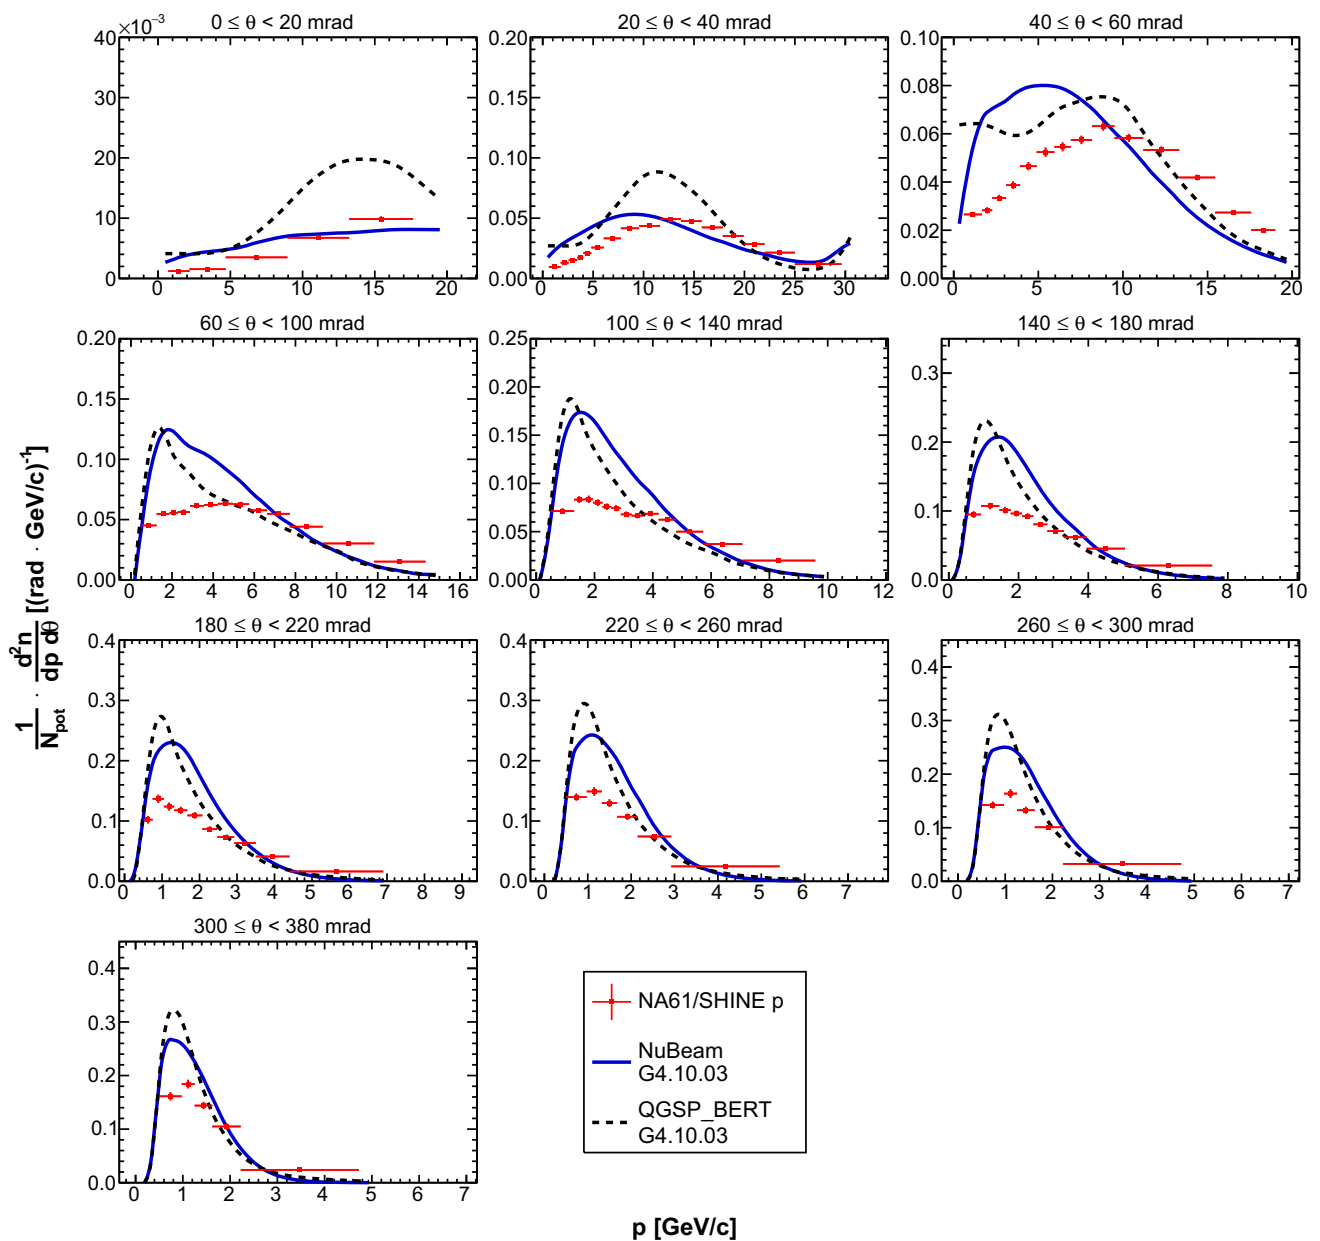 ×10⁻³
0 ≤ θ < 20 mrad
20 ≤ θ < 40 mrad
40 ≤ θ < 60 mrad
40
30
20
10
0
0 5 10 15 20
0.20
0.15
0.10
0.05
0.00
0 5 10 15 20 25 30
0.10
0.08
0.06
0.04
0.02
0.00
0 5 10 15 20
60 ≤ θ < 100 mrad
100 ≤ θ < 140 mrad
140 ≤ θ < 180 mrad
0.20
0.15
0.10
0.05
0.00
0 2 4 6 8 10 12 14 16
0.25
0.20
0.15
0.10
0.05
0.00
0 2 4 6 8 10 12
0.3
0.2
0.1
0.0
0 2 4 6 8 10
180 ≤ θ < 220 mrad
220 ≤ θ < 260 mrad
260 ≤ θ < 300 mrad
0.4
0.3
0.2
0.1
0.0
0 1 2 3 4 5 6 7 8 9
0.4
0.3
0.2
0.1
0.0
0 1 2 3 4 5 6 7
0.4
0.3
0.2
0.1
0.0
0 1 2 3 4 5 6 7
300 ≤ θ < 380 mrad
0.4
0.3
0.2
0.1
0.0
0 1 2 3 4 5 6 7
NA61/SHINE p
NuBeam
G4.10.03
QGSP_BERT
G4.10.03
1/N_pot · d²n/dp dθ [(rad · GeV/c)⁻¹]
p [GeV/c]